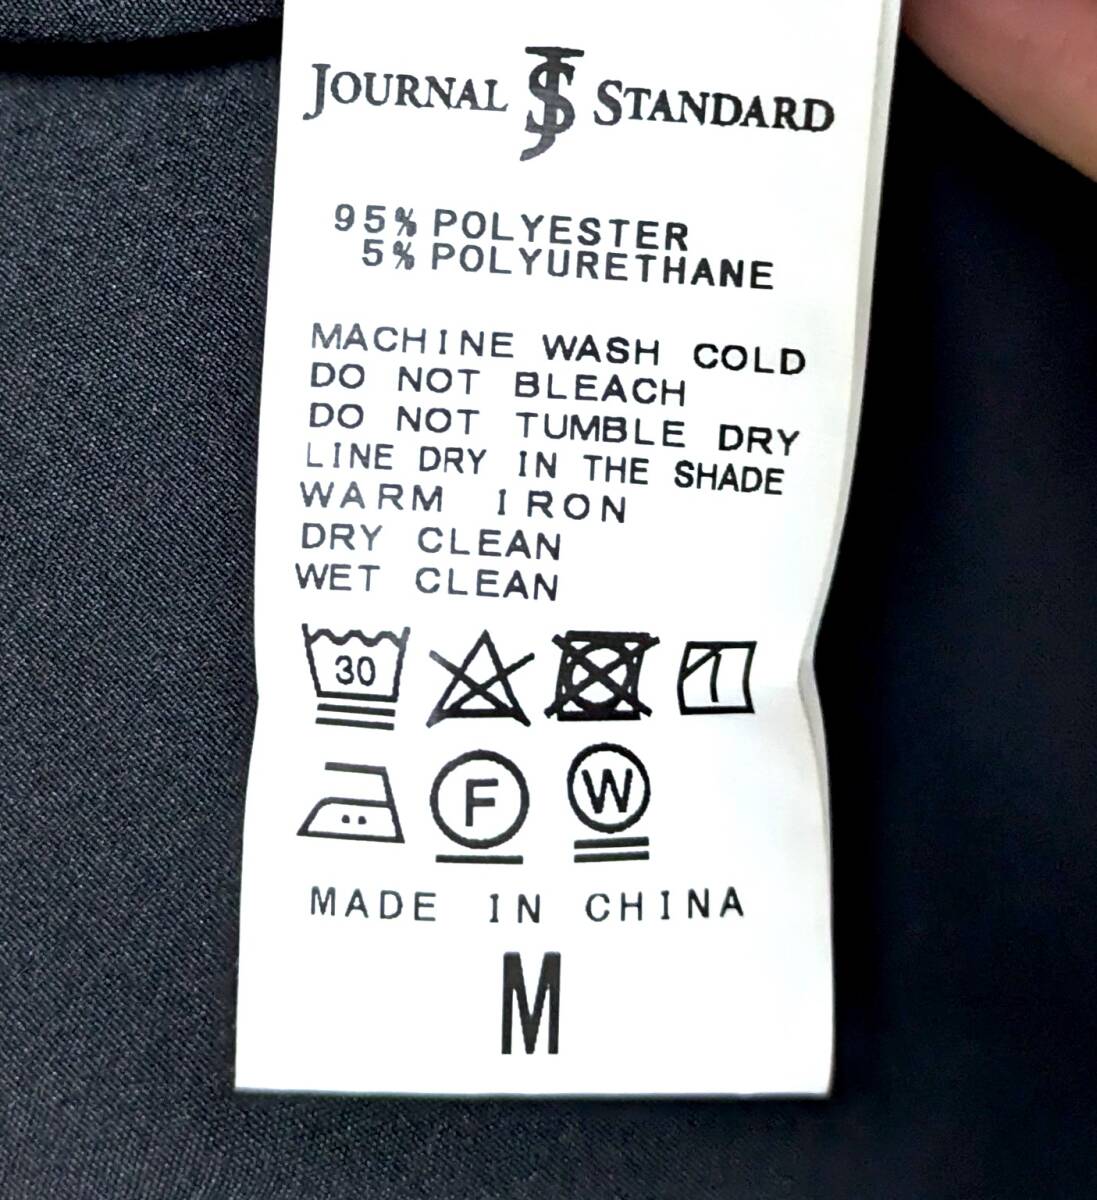 JOURNAL JS STANDARD
95% POLYESTER
5% POLYURETHANE
MACHINE WASH COLD
DO NOT BLEACH
DO NOT TUMBLE DRY
LINE DRY IN THE SHADE
WARM IRON
DRY CLEAN
WET CLEAN
30
F W
MADE IN CHINA
M